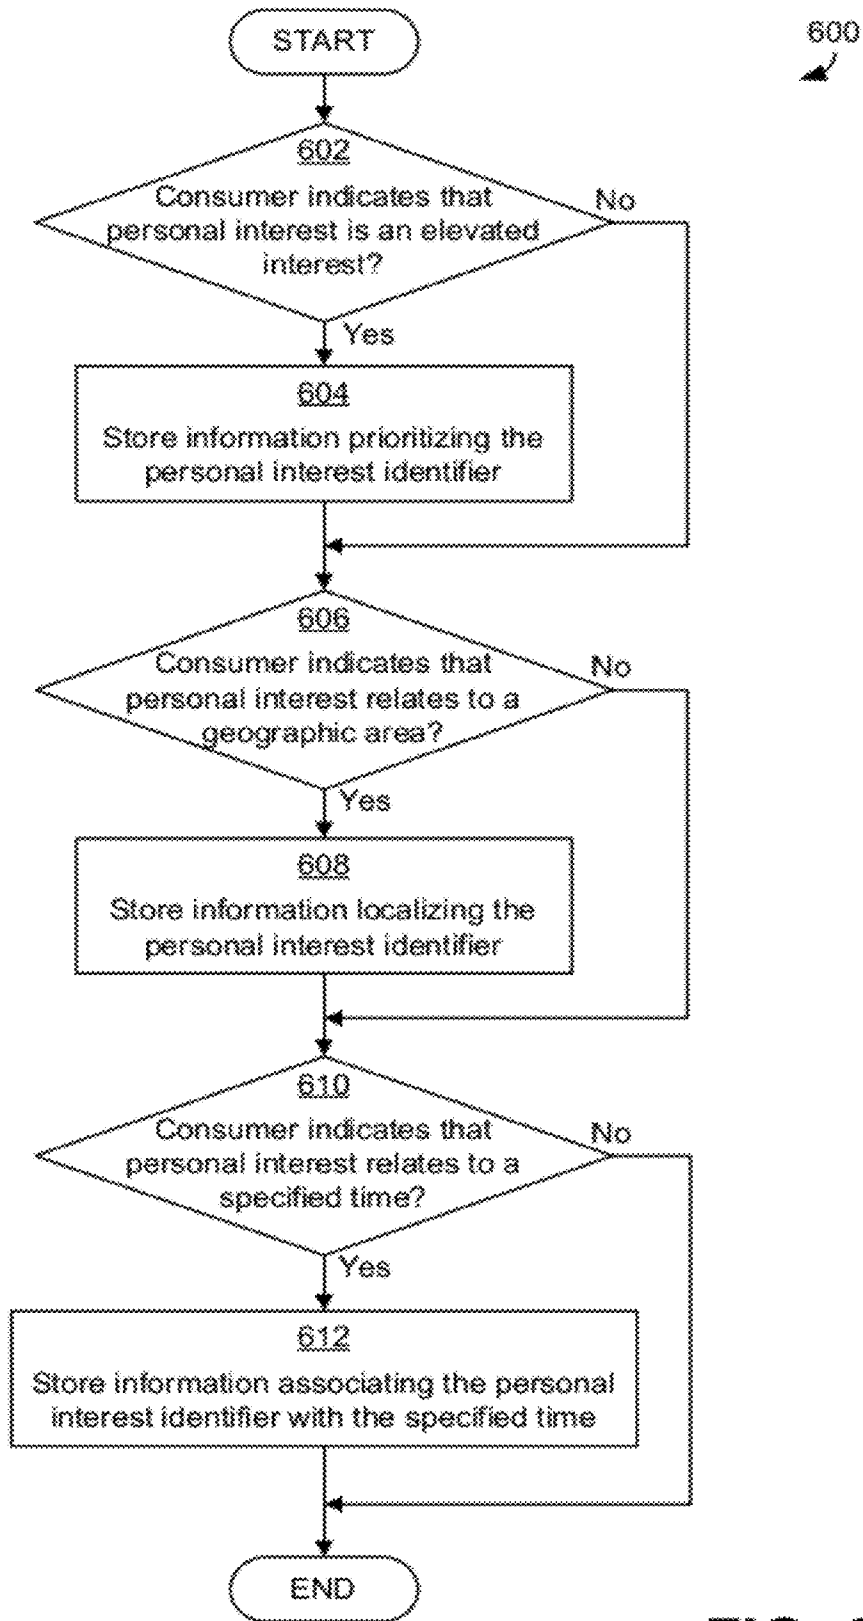 START
600
602
Consumer indicates that
personal interest is an elevated
interest?
No
Yes
604
Store information prioritizing the
personal interest identifier
606
Consumer indicates that
personal interest relates to a
geographic area?
No
Yes
608
Store information localizing the
personal interest identifier
610
Consumer indicates that
personal interest relates to a
specified time?
No
Yes
612
Store information associating the personal
interest identifier with the specified time
END